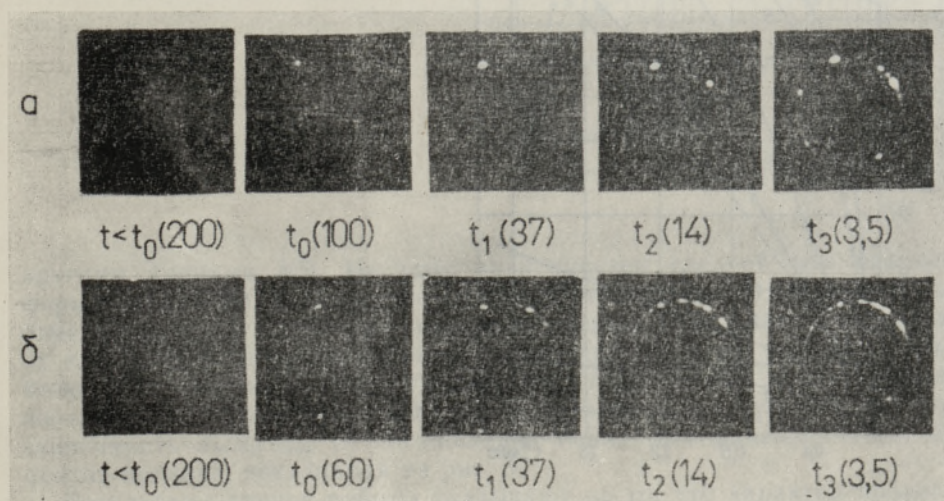 а
t<t₀(200) t₀(100) t₁(37) t₂(14) t₃(3,5)
б
t<t₀(200) t₀(60) t₁(37) t₂(14) t₃(3,5)